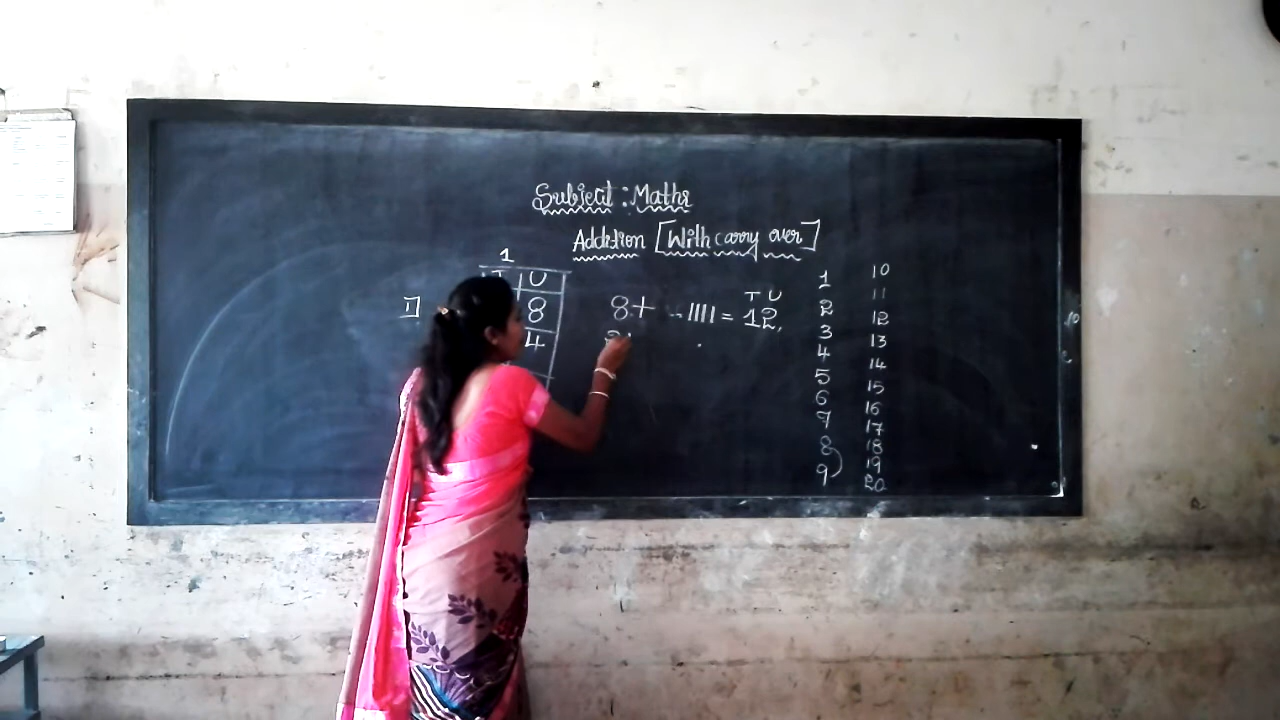 Subject : Maths
Addition [With carry over]
1
T U
1] 8
4
8 + .. |||| = 12.
T U
1 10
2 11
3 12
4 13
5 14
6 15
7 16
8 17
9 18
19
20